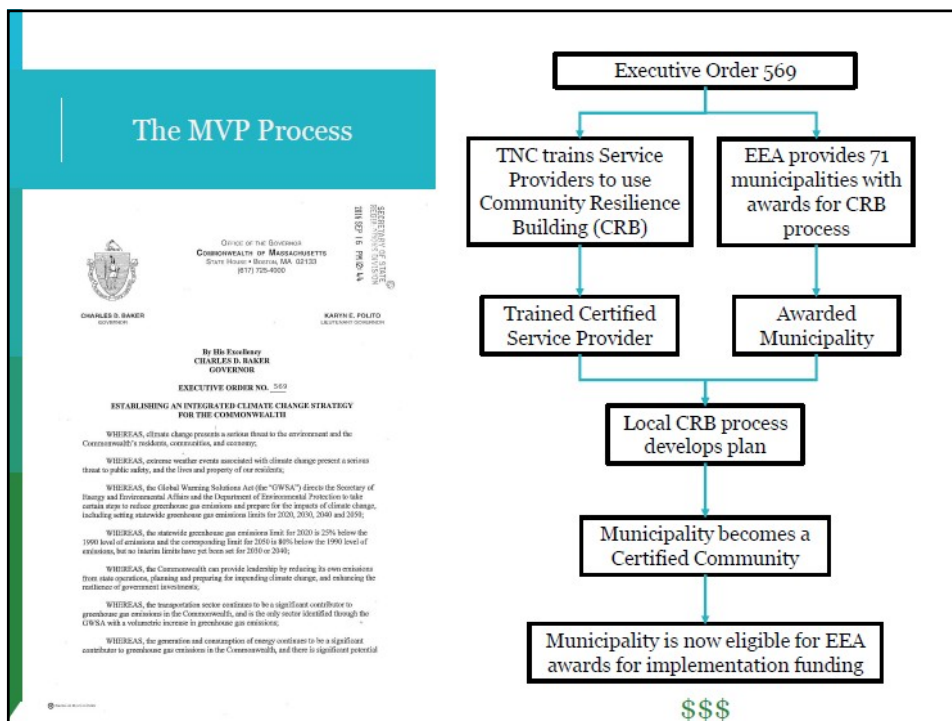 The MVP Process
SECRETARY OF STATE
2016 SEP 16 PM 12:44
OFFICE OF THE GOVERNOR
COMMONWEALTH OF MASSACHUSETTS
STATE HOUSE • BOSTON, MA 02133
(617) 725-4000
CHARLES D. BAKER
GOVERNOR
KARYN E. POLITO
LIEUTENANT GOVERNOR
By His Excellency
CHARLES D. BAKER
GOVERNOR
EXECUTIVE ORDER NO. 569
ESTABLISHING AN INTEGRATED CLIMATE CHANGE STRATEGY
FOR THE COMMONWEALTH
WHEREAS, climate change presents a serious threat to the environment and the
Commonwealth's residents, communities, and economy;
WHEREAS, extreme weather events associated with climate change present a serious
threat to public safety, and the lives and property of our residents;
WHEREAS, the Global Warming Solutions Act (the "GWSA") directs the Secretary of
Energy and Environmental Affairs and the Department of Environmental Protection to take
certain steps to reduce greenhouse gas emissions and prepare for the impacts of climate change,
including setting statewide greenhouse gas emissions limits for 2020, 2030, 2040 and 2050;
WHEREAS, the statewide greenhouse gas emissions limit for 2020 is 25% below the
1990 level of emissions and the corresponding limit for 2050 is 80% below the 1990 level of
emissions, but no interim limits have yet been set for 2030 or 2040;
WHEREAS, the Commonwealth can provide leadership by reducing its own emissions
from state operations, planning and preparing for impending climate change, and enhancing the
resilience of government investments;
WHEREAS, the transportation sector continues to be a significant contributor to
greenhouse gas emissions in the Commonwealth, and is the only sector identified through the
GWSA with a volumetric increase in greenhouse gas emissions;
WHEREAS, the generation and consumption of energy continues to be a significant
contributor to greenhouse gas emissions in the Commonwealth, and there is significant potential
Executive Order 569
TNC trains Service
Providers to use
Community Resilience
Building (CRB)
EEA provides 71
municipalities with
awards for CRB
process
Trained Certified
Service Provider
Awarded
Municipality
Local CRB process
develops plan
Municipality becomes a
Certified Community
Municipality is now eligible for EEA
awards for implementation funding
$$$